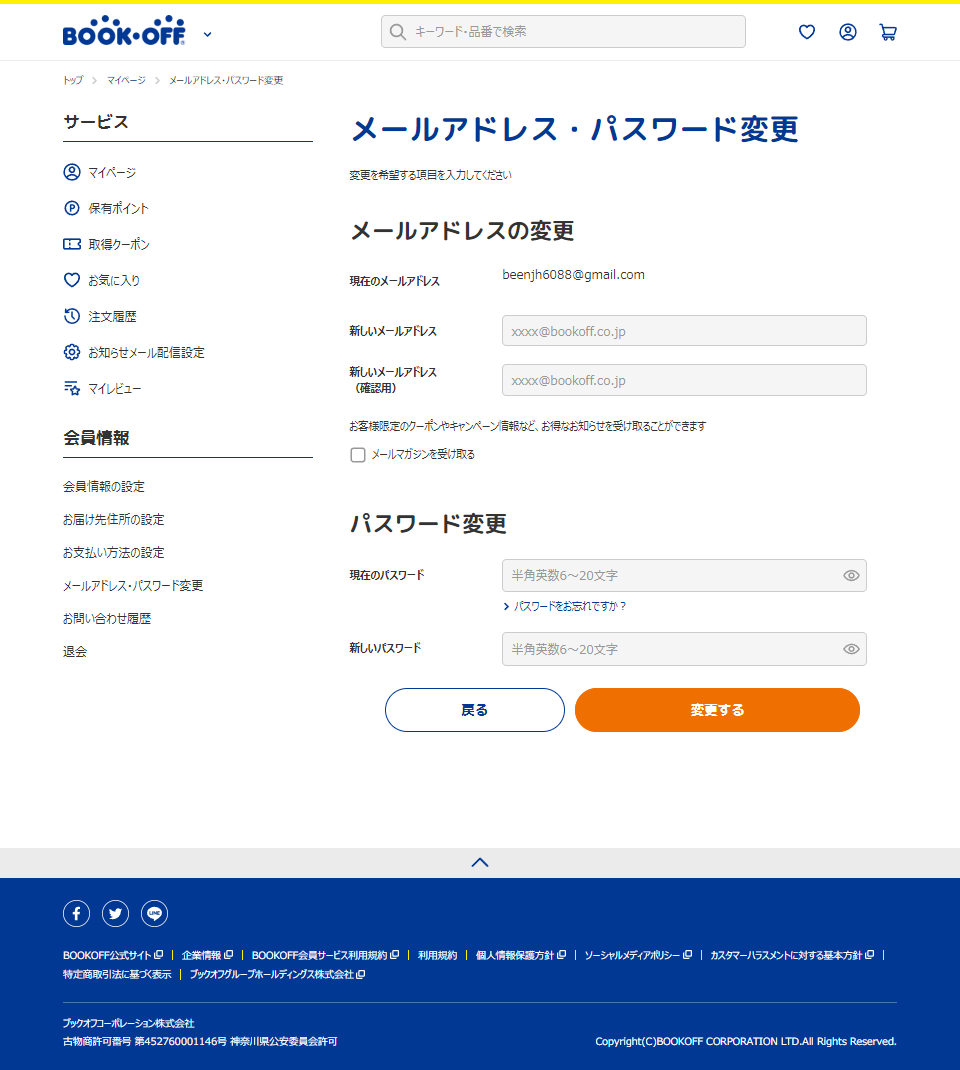 BOOK・OFF
キーワード・品番で検索
トップ マイページ メールアドレス・パスワード変更
サービス
マイページ
保有ポイント
取得クーポン
お気に入り
注文履歴
お知らせメール配信設定
マイレビュー
会員情報
会員情報の設定
お届け先住所の設定
お支払い方法の設定
メールアドレス・パスワード変更
お問い合わせ履歴
退会
メールアドレス・パスワード変更
変更を希望する項目を入力してください
メールアドレスの変更
現在のメールアドレス beenjh6088@gmail.com
新しいメールアドレス xxxx@bookoff.co.jp
新しいメールアドレス
（確認用） xxxx@bookoff.co.jp
お客様限定のクーポンやキャンペーン情報など、お得なお知らせを受け取ることができます
メールマガジンを受け取る
パスワード変更
現在のパスワード 半角英数6～20文字
パスワードをお忘れですか？
新しいパスワード 半角英数6～20文字
戻る 変更する
LINE
BOOKOFF公式サイト | 企業情報 | BOOKOFF会員サービス利用規約 | 利用規約 | 個人情報保護方針 | ソーシャルメディアポリシー | カスタマーハラスメントに対する基本方針 |
特定商取引法に基づく表示 | ブックオフグループホールディングス株式会社
ブックオフコーポレーション株式会社
古物商許可番号 第452760001146号 神奈川県公安委員会許可
Copyright(C)BOOKOFF CORPORATION LTD.All Rights Reserved.